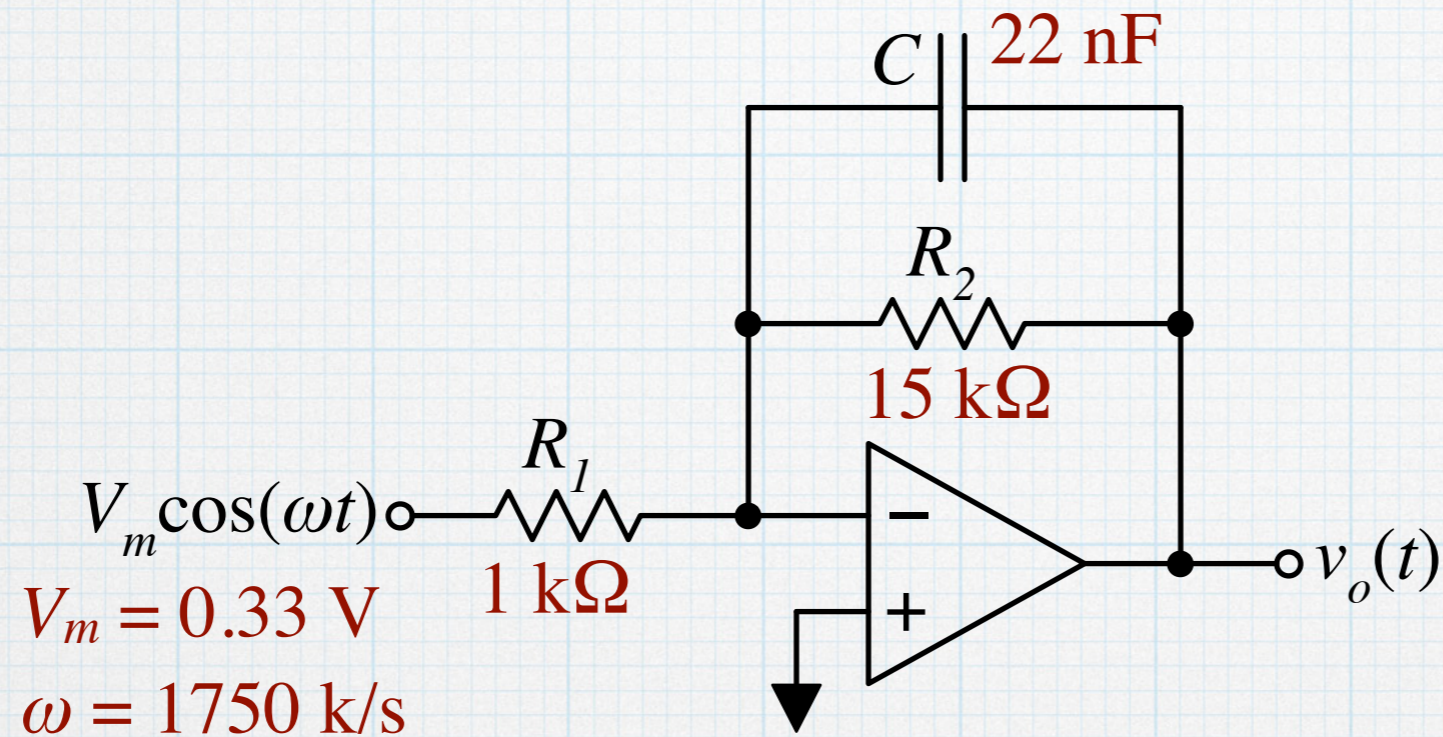 C 22 nF
R2
15 kΩ
R1
Vmcos(ωt)
1 kΩ
−
+
vo(t)
Vm = 0.33 V
ω = 1750 k/s